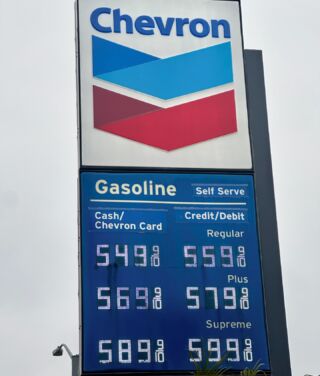 Chevron
Gasoline Self Serve
Cash/ Chevron Card Credit/Debit
Regular
549 9/10 559 9/10
Plus
569 9/10 579 9/10
Supreme
589 9/10 599 9/10